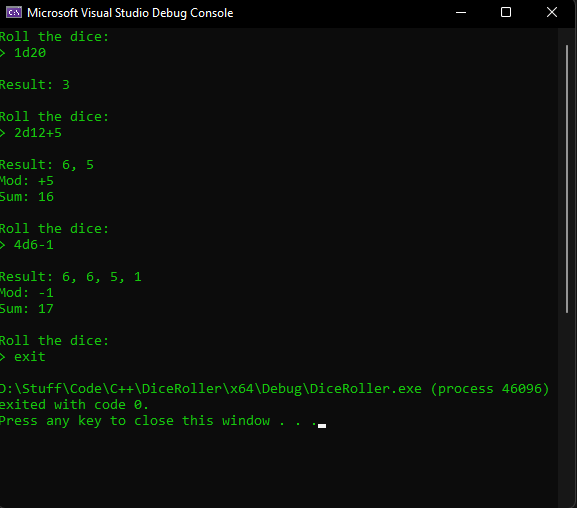 Microsoft Visual Studio Debug Console
Roll the dice:
> 1d20
Result: 3
Roll the dice:
> 2d12+5
Result: 6, 5
Mod: +5
Sum: 16
Roll the dice:
> 4d6-1
Result: 6, 6, 5, 1
Mod: -1
Sum: 17
Roll the dice:
> exit
D:\Stuff\Code\C++\DiceRoller\x64\Debug\DiceRoller.exe (process 46096)
exited with code 0.
Press any key to close this window . . .